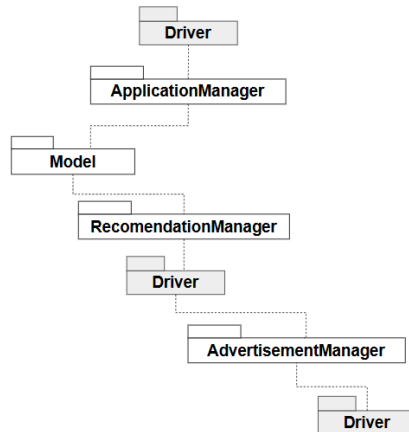 Driver
ApplicationManager
Model
RecomendationManager
Driver
AdvertisementManager
Driver